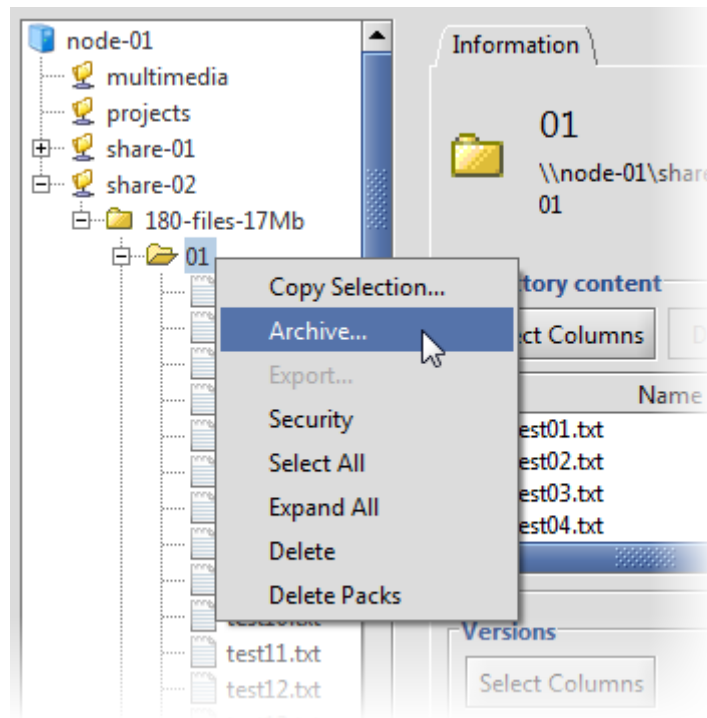 node-01
multimedia
projects
share-01
share-02
180-files-17Mb
01
test11.txt
test12.txt
Copy Selection...
Archive...
Export...
Security
Select All
Expand All
Delete
Delete Packs
Information
01
\\node-01\share
01
tory content
ct Columns
D
Name
est01.txt
est02.txt
est03.txt
est04.txt
Versions
Select Columns